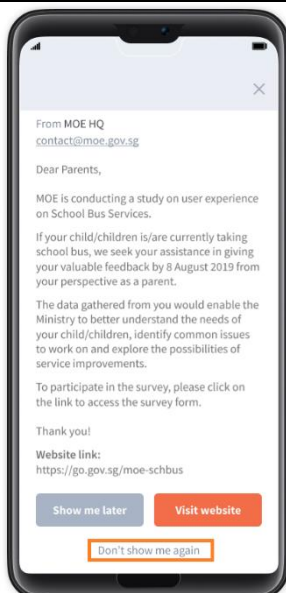 From MOE HQ
contact@moe.gov.sg
Dear Parents,
MOE is conducting a study on user experience
on School Bus Services.
If your child/children is/are currently taking
school bus, we seek your assistance in giving
your valuable feedback by 8 August 2019 from
your perspective as a parent.
The data gathered from you would enable the
Ministry to better understand the needs of
your child/children, identify common issues
to work on and explore the possibilities of
service improvements.
To participate in the survey, please click on
the link to access the survey form.
Thank you!
Website link:
https://go.gov.sg/moe-schbus
Show me later
Visit website
Don't show me again